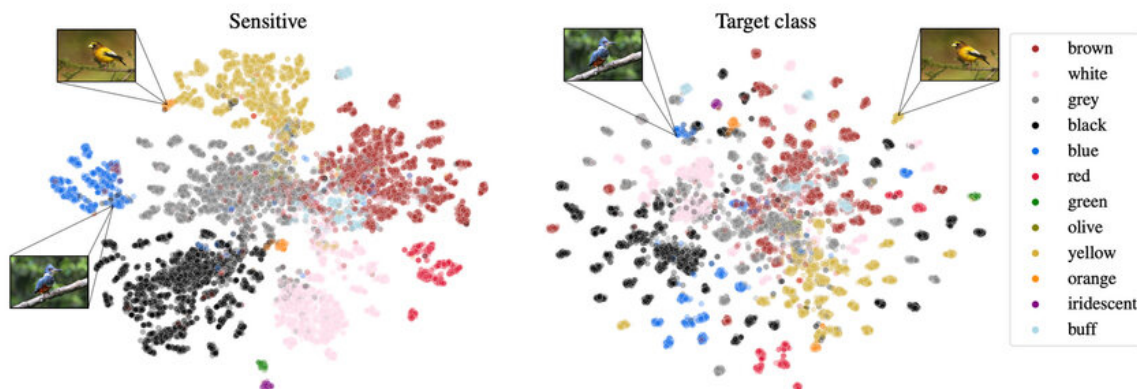 Sensitive
Target class
brown
white
grey
black
blue
red
green
olive
yellow
orange
iridescent
buff